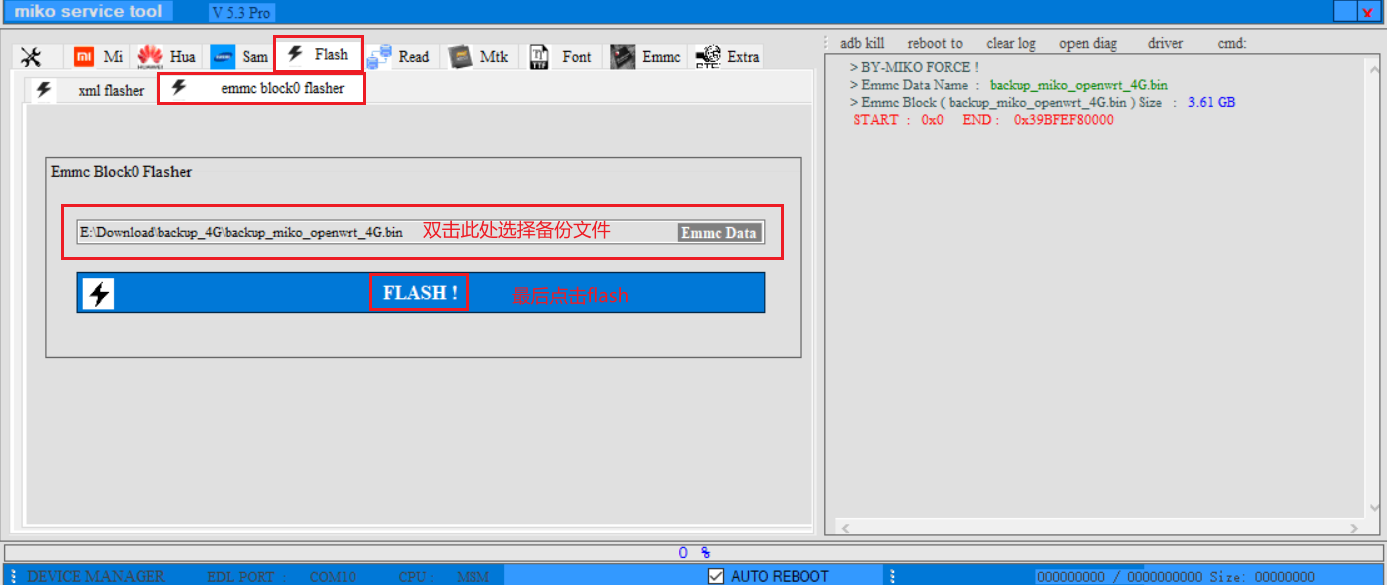 miko service tool V 5.3 Pro
x
Mi Hua Sam Flash Read Mtk Font Emmc Extra
HUAWEI
TTF
xml flasher emmc block0 flasher
Emmc Block0 Flasher
E:\Download\backup_4G\backup_miko_openwrt_4G.bin 双击此处选择备份文件 Emmc Data
FLASH ! 最后点击flash
adb kill reboot to clear log open diag driver cmd:
> BY-MIKO FORCE !
> Emmc Data Name : backup_miko_openwrt_4G.bin
> Emmc Block ( backup_miko_openwrt_4G.bin ) Size : 3.61 GB
START : 0x0 END : 0x39BFEF80000
0 %
DEVICE MANAGER EDL PORT : COM10 CPU : MSM AUTO REBOOT 000000000 / 0000000000 Size: 00000000